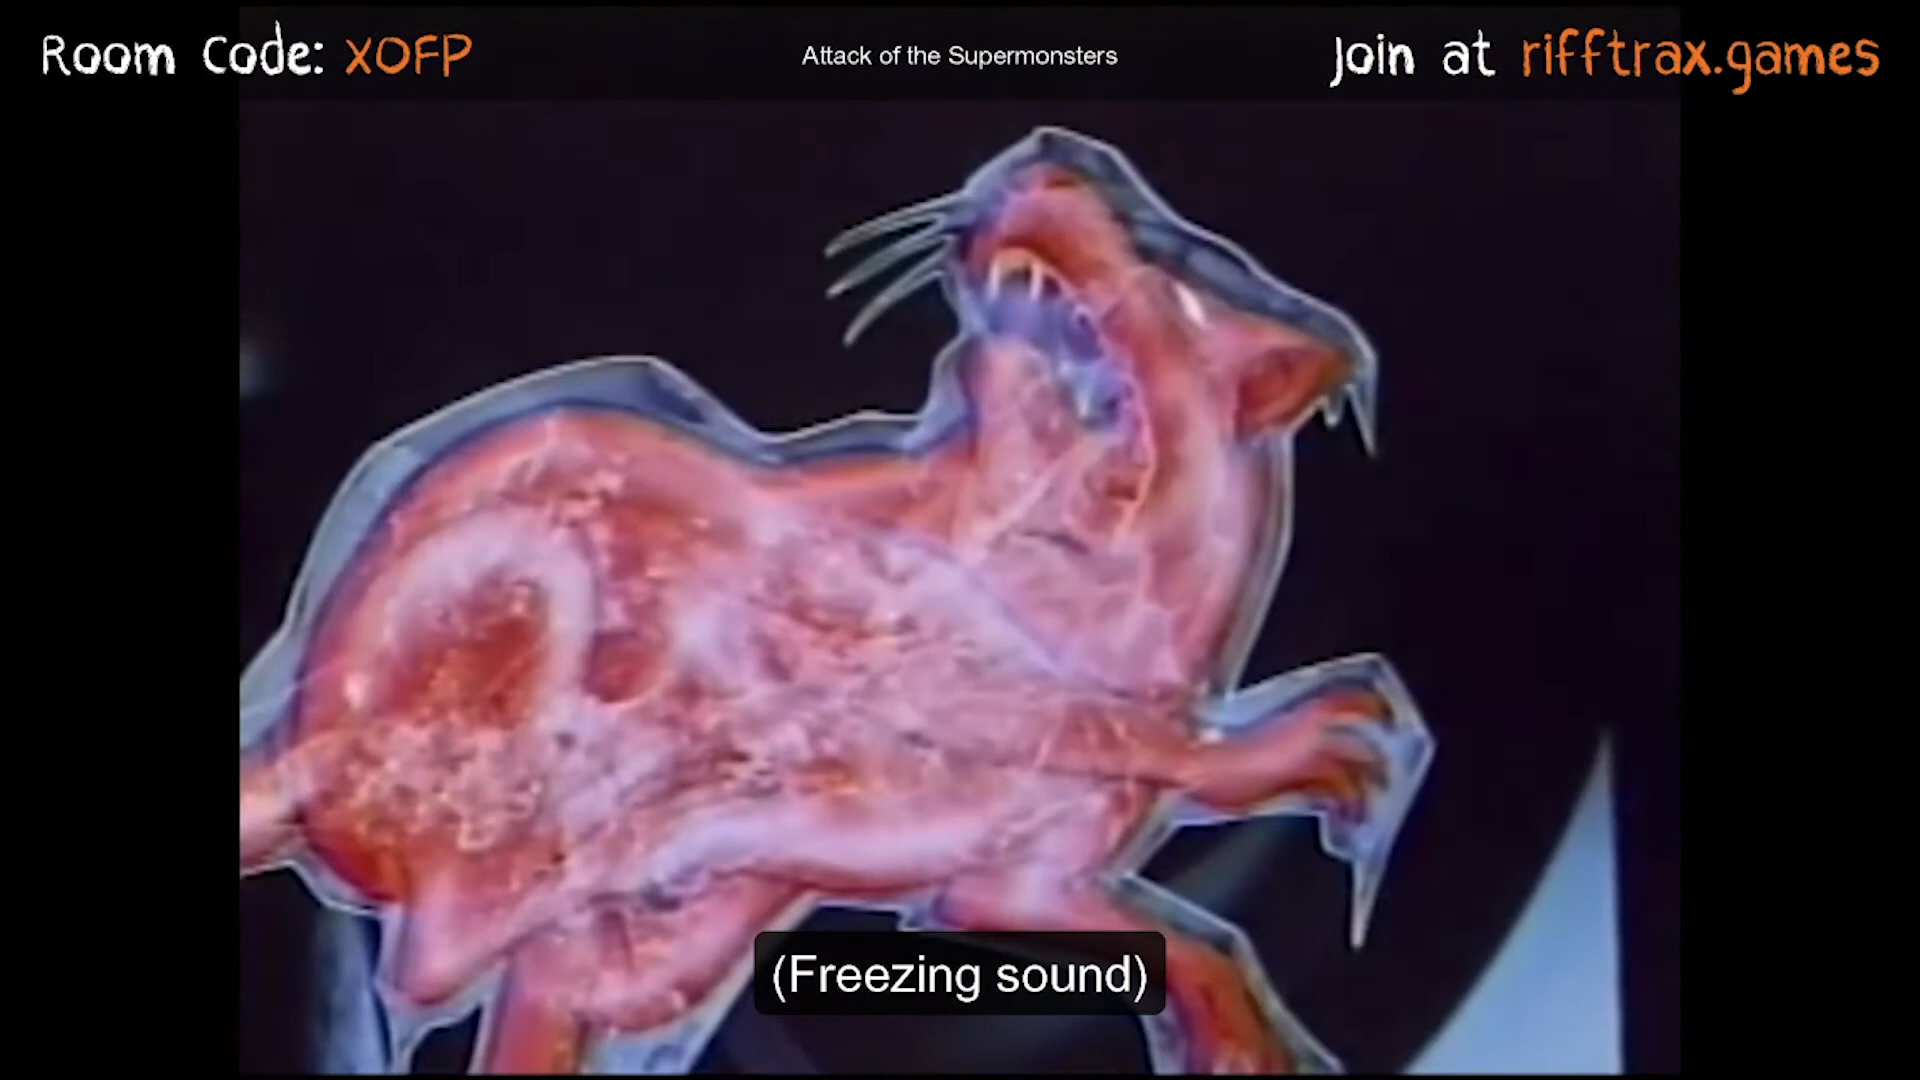 Room Code: XOFP
Attack of the Supermonsters
Join at rifftrax.games
(Freezing sound)